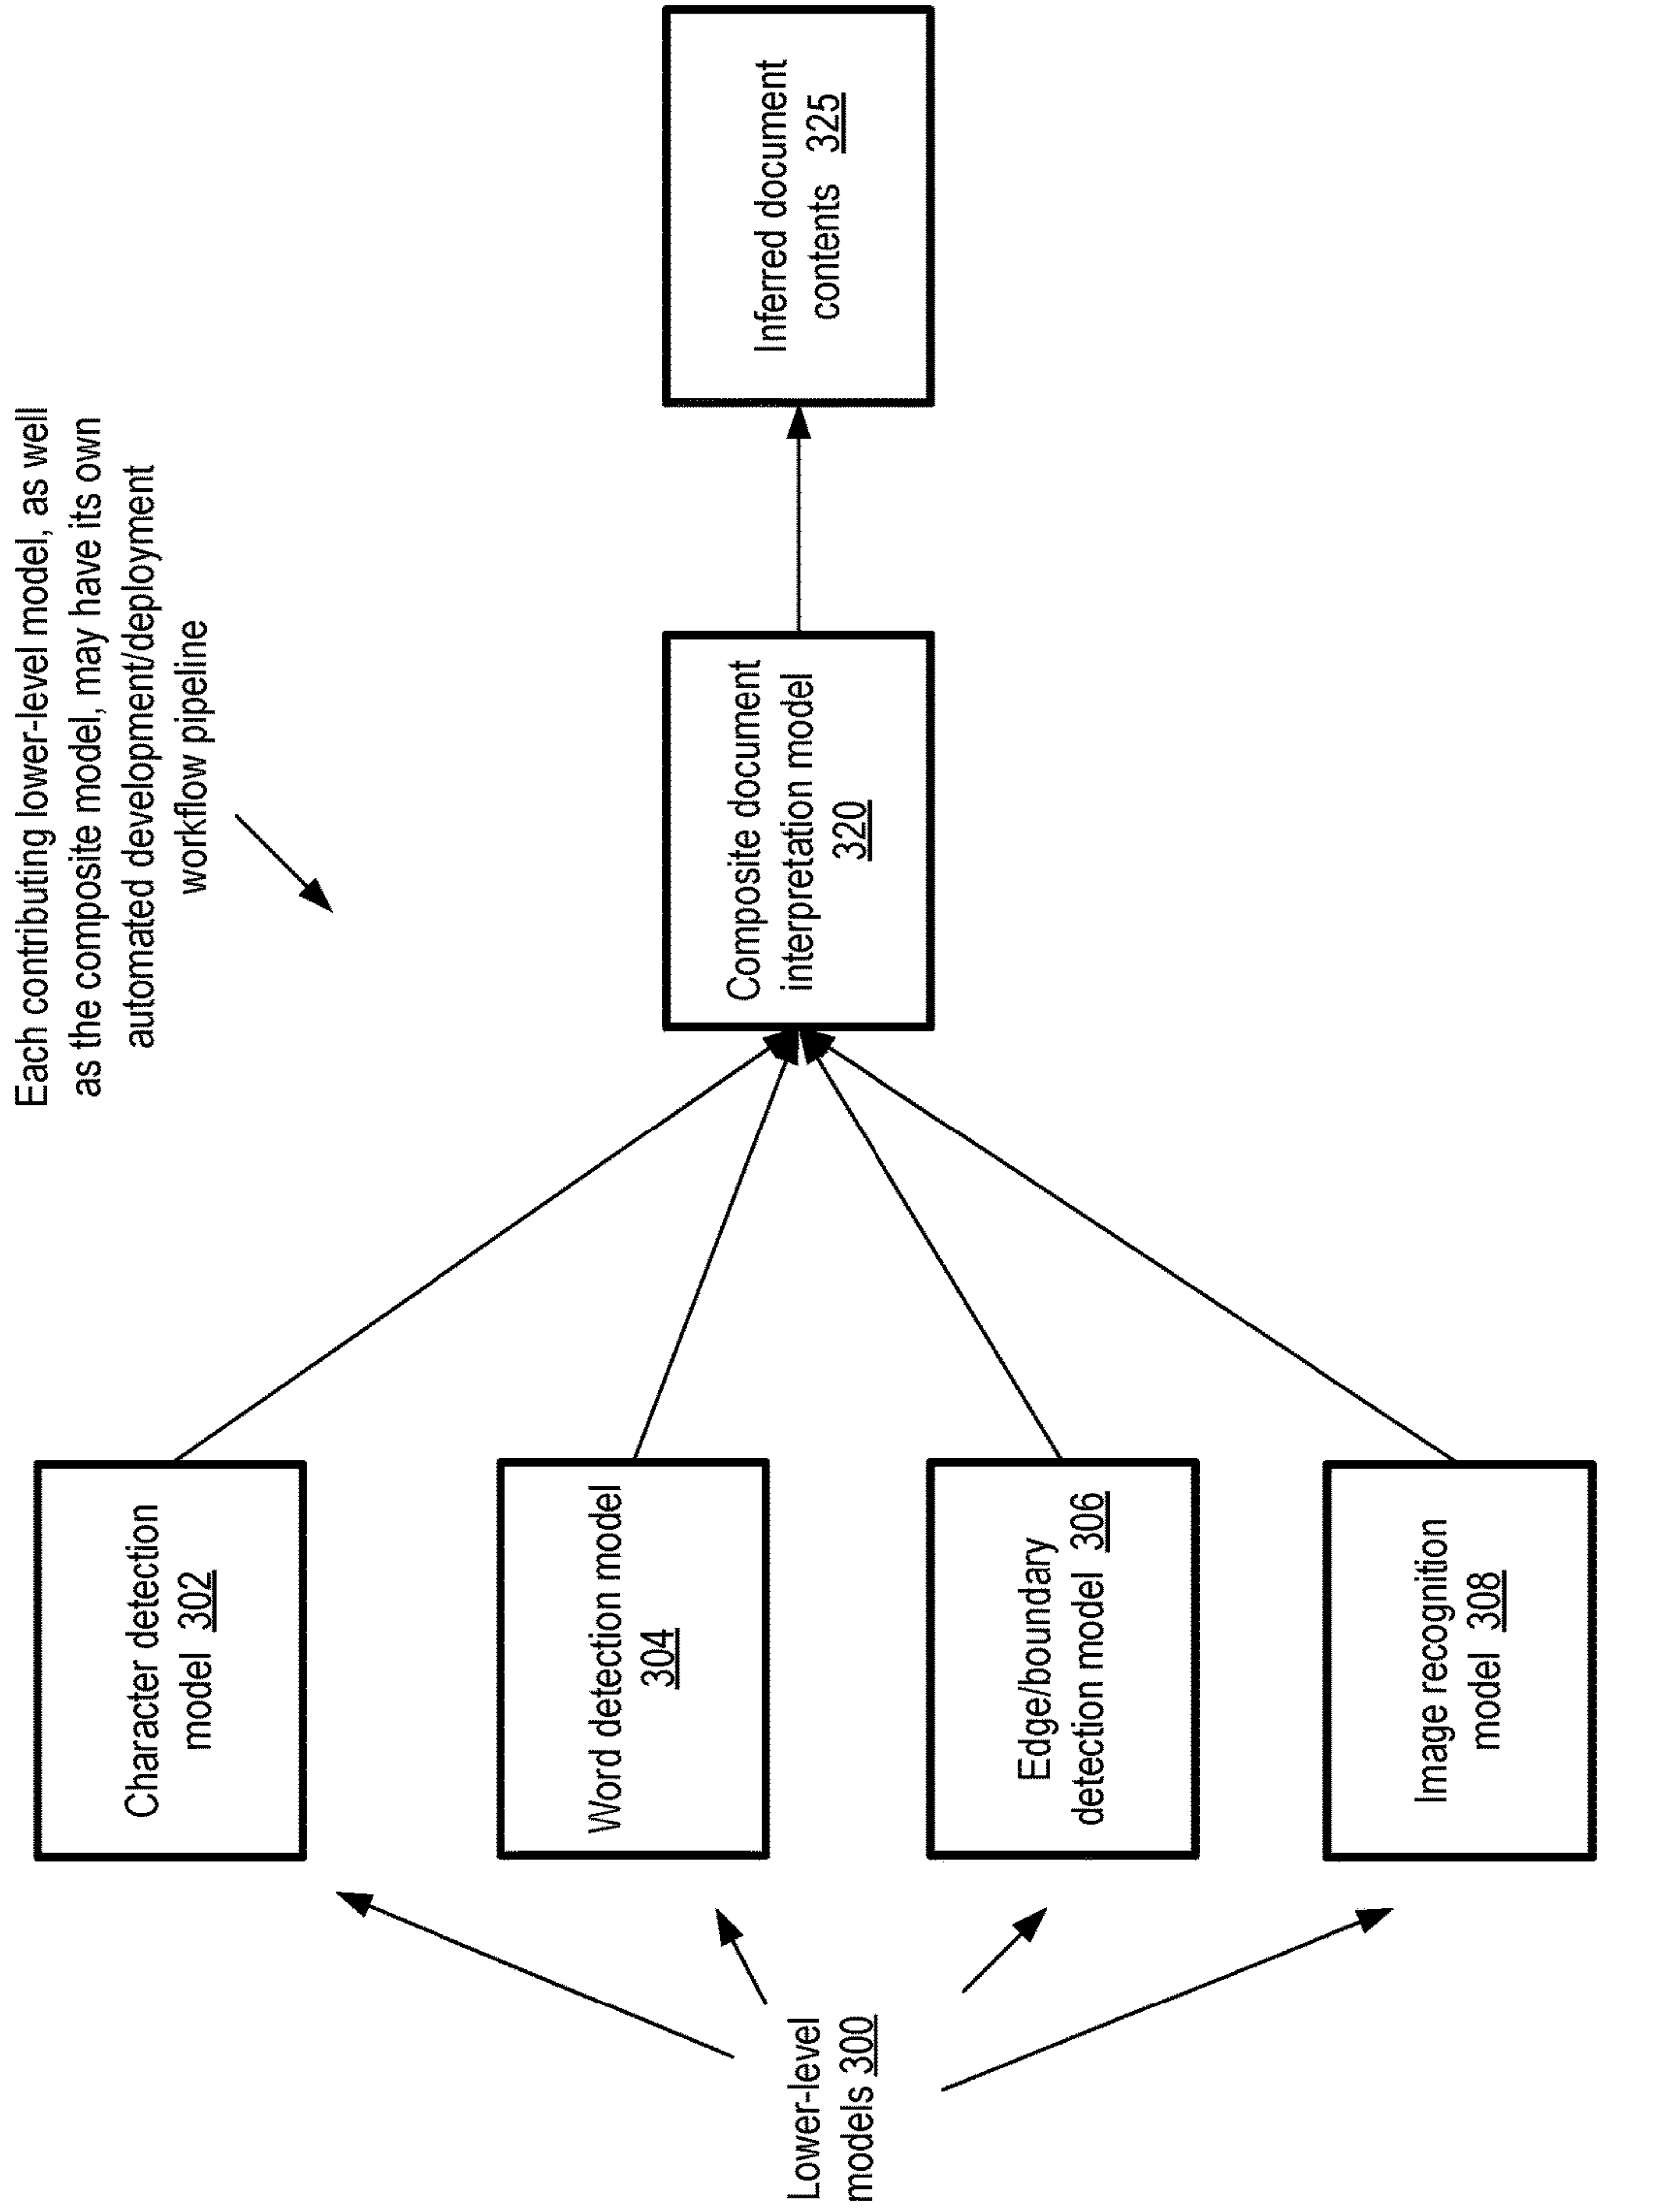 Each contributing lower-level model, as well
as the composite model, may have its own
automated development/deployment
workflow pipeline
Lower-level
models 300
Character detection
model 302
Word detection model
304
Edge/boundary
detection model 306
Image recognition
model 308
Composite document
interpretation model
320
Inferred document
contents 325